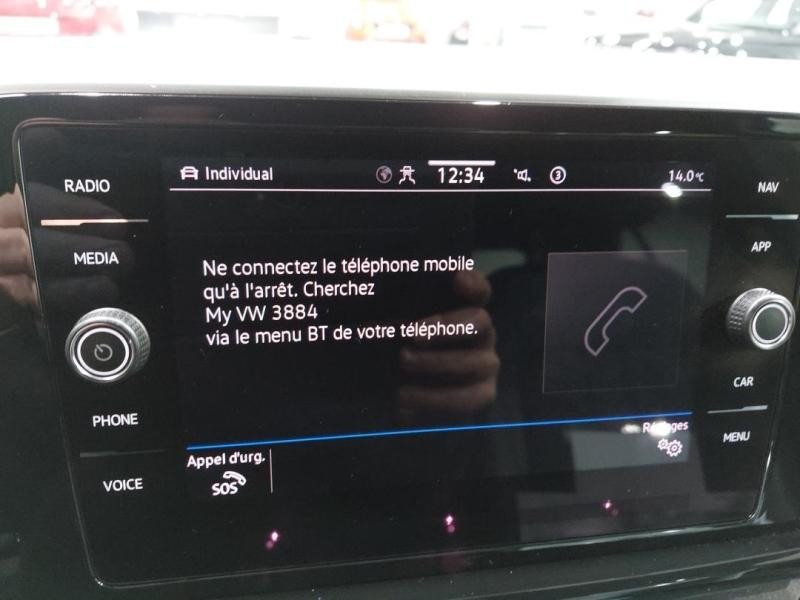 RADIO
MEDIA
PHONE
VOICE
Individual
12:34
3
14.0°C
Ne connectez le téléphone mobile
qu'à l'arrêt. Cherchez
My VW 3884
via le menu BT de votre téléphone.
Réglages
Appel d'urg.
SOS
NAV
APP
CAR
MENU